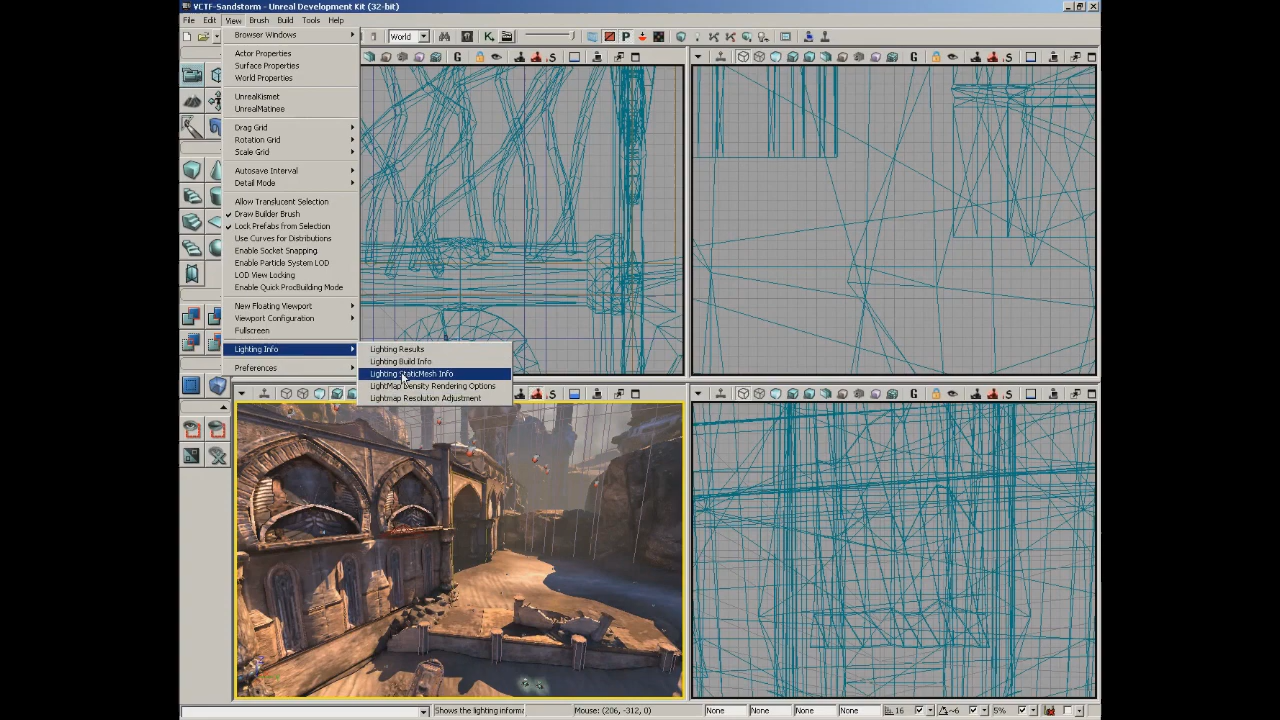 VCTF-Sandstorm - Unreal Development Kit (32-bit)
File Edit View Brush Build Tools Help
World
G
P
K
S
Browser Windows
Actor Properties
Surface Properties
World Properties
UnrealKismet
UnrealMatinee
Drag Grid
Rotation Grid
Scale Grid
Autosave Interval
Detail Mode
Allow Translucent Selection
Draw Builder Brush
Lock Prefabs from Selection
Use Curves for Distributions
Enable Socket Snapping
Enable Particle System LOD
LOD View Locking
Enable Quick ProcBuilding Mode
New Floating Viewport
Viewport Configuration
Fullscreen
Lighting Info
Preferences
Lighting Results
Lighting Build Info
Lighting StaticMesh Info
LightMap Density Rendering Options
Lightmap Resolution Adjustment
Shows the lighting inform
Mouse: (206, -312, 0)
None None None None 16 ~6 5%